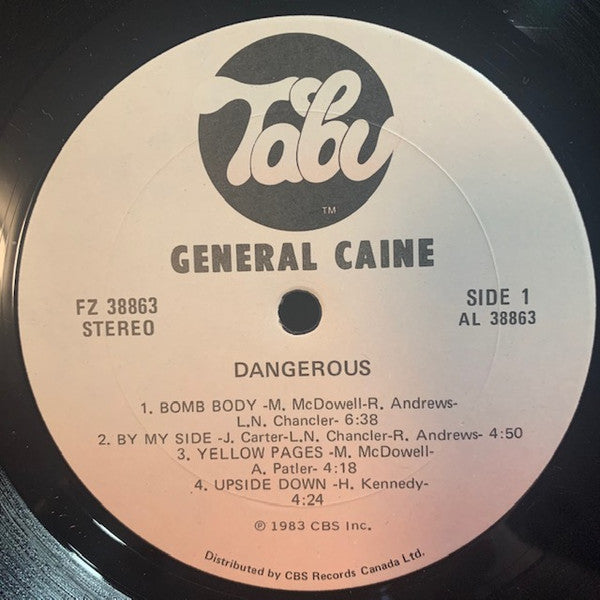 Tabu
TM
GENERAL CAINE
FZ 38863
STEREO
SIDE 1
AL 38863
DANGEROUS
1. BOMB BODY -M. McDOWELL-R. Andrews-
L.N. Chancler- 6:38
2. BY MY SIDE -J. Carter-L.N. Chancler-R. Andrews- 4:50
3. YELLOW PAGES -M. McDowell-
A. Patler- 4:18
4. UPSIDE DOWN -H. Kennedy-
4:24
℗ 1983 CBS Inc.
Distributed by CBS Records Canada Ltd.